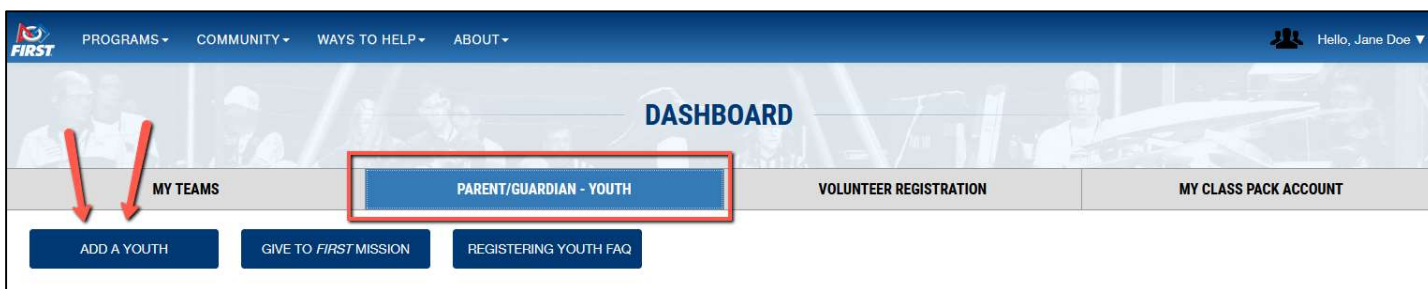 FIRST PROGRAMS COMMUNITY WAYS TO HELP ABOUT Hello, Jane Doe
DASHBOARD
MY TEAMS PARENT/GUARDIAN - YOUTH VOLUNTEER REGISTRATION MY CLASS PACK ACCOUNT
ADD A YOUTH GIVE TO FIRST MISSION REGISTERING YOUTH FAQ